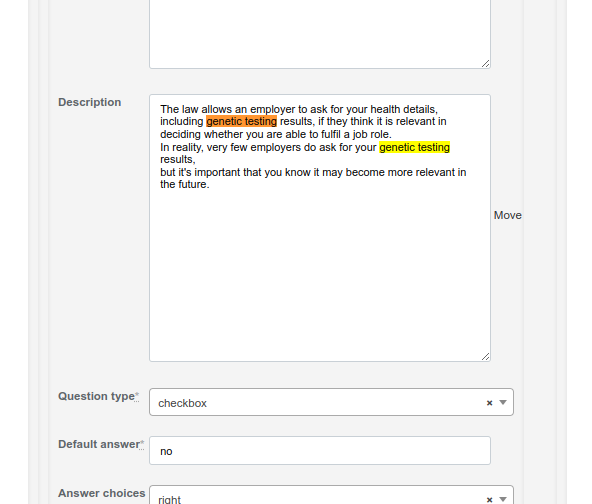 Description
The law allows an employer to ask for your health details,
including genetic testing results, if they think it is relevant in
deciding whether you are able to fulfil a job role.
In reality, very few employers do ask for your genetic testing
results,
but it's important that you know it may become more relevant in
the future.
Move
Question type*
checkbox × 
Default answer*
no
Answer choices
right ×